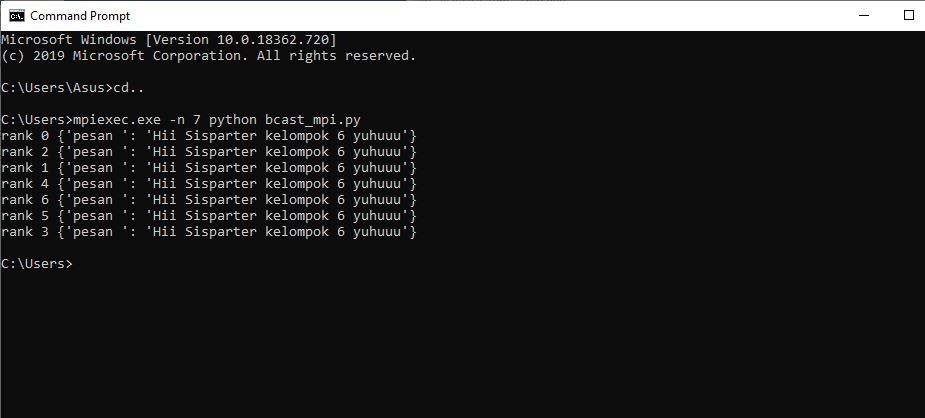 Command Prompt
Microsoft Windows [Version 10.0.18362.720]
(c) 2019 Microsoft Corporation. All rights reserved.
C:\Users\Asus>cd..
C:\Users>mpiexec.exe -n 7 python bcast_mpi.py
rank 0 {'pesan ': 'Hii Sisparter kelompok 6 yuhuuu'}
rank 2 {'pesan ': 'Hii Sisparter kelompok 6 yuhuuu'}
rank 1 {'pesan ': 'Hii Sisparter kelompok 6 yuhuuu'}
rank 4 {'pesan ': 'Hii Sisparter kelompok 6 yuhuuu'}
rank 6 {'pesan ': 'Hii Sisparter kelompok 6 yuhuuu'}
rank 5 {'pesan ': 'Hii Sisparter kelompok 6 yuhuuu'}
rank 3 {'pesan ': 'Hii Sisparter kelompok 6 yuhuuu'}
C:\Users>